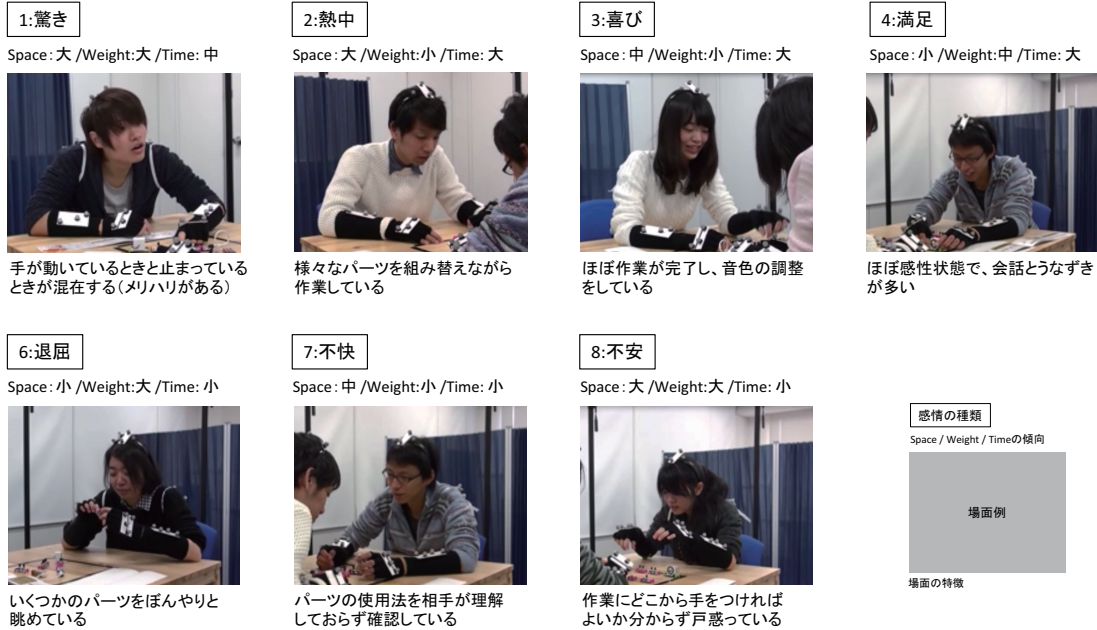 1:驚き
Space: 大 /Weight:大 /Time: 中
手が動いているときと止まっている
ときが混在する(メリハリがある)
2:熱中
Space: 大 /Weight:小 /Time: 大
様々なパーツを組み替えながら
作業している
3:喜び
Space: 中 /Weight:小 /Time: 大
ほぼ作業が完了し、音色の調整
をしている
4:満足
Space: 小 /Weight:中 /Time: 大
ほぼ感性状態で、会話とうなずき
が多い
6:退屈
Space: 小 /Weight:大 /Time: 小
いくつかのパーツをぼんやりと
眺めている
7:不快
Space: 中 /Weight:小 /Time: 小
パーツの使用法を相手が理解
しておらず確認している
8:不安
Space: 大 /Weight:大 /Time: 小
作業にどこから手をつければ
よいか分からず戸惑っている
感情の種類
Space / Weight / Timeの傾向
場面例
場面の特徴